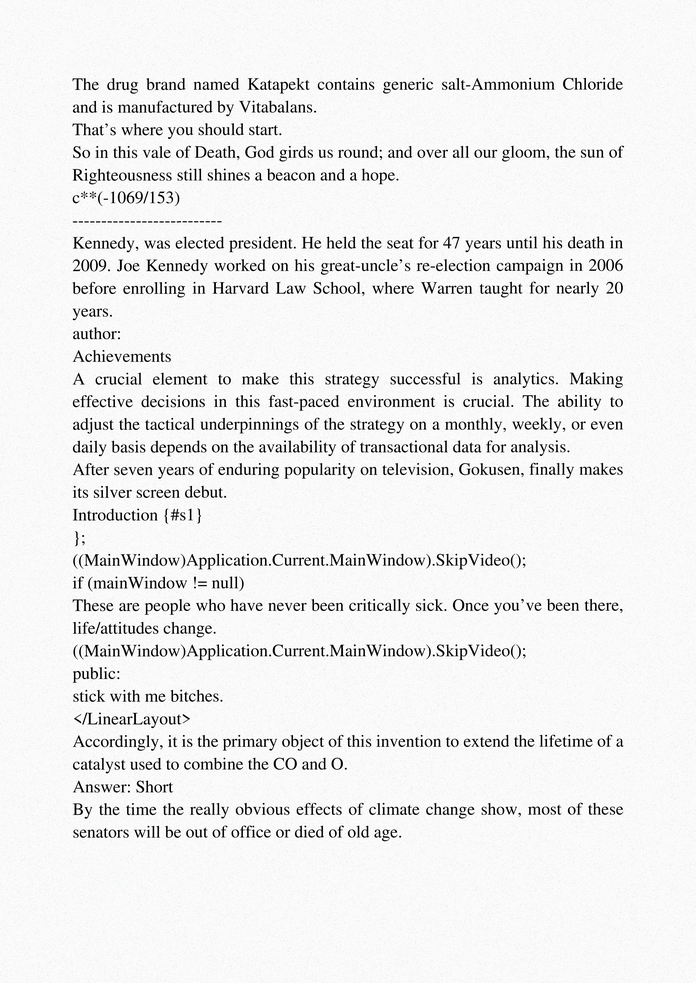 The drug brand named Katapekt contains generic salt-Ammonium Chloride
and is manufactured by Vitabalans.
That's where you should start.
So in this vale of Death, God girds us round; and over all our gloom, the sun of
Righteousness still shines a beacon and a hope.
c**(-1069/153)
--------------------------
Kennedy, was elected president. He held the seat for 47 years until his death in
2009. Joe Kennedy worked on his great-uncle's re-election campaign in 2006
before enrolling in Harvard Law School, where Warren taught for nearly 20
years.
author:
Achievements
A crucial element to make this strategy successful is analytics. Making
effective decisions in this fast-paced environment is crucial. The ability to
adjust the tactical underpinnings of the strategy on a monthly, weekly, or even
daily basis depends on the availability of transactional data for analysis.
After seven years of enduring popularity on television, Gokusen, finally makes
its silver screen debut.
Introduction {#s1}
};
((MainWindow)Application.Current.MainWindow).SkipVideo();
if (mainWindow != null)
These are people who have never been critically sick. Once you've been there,
life/attitudes change.
((MainWindow)Application.Current.MainWindow).SkipVideo();
public:
stick with me bitches.
</LinearLayout>
Accordingly, it is the primary object of this invention to extend the lifetime of a
catalyst used to combine the CO and O.
Answer: Short
By the time the really obvious effects of climate change show, most of these
senators will be out of office or died of old age.